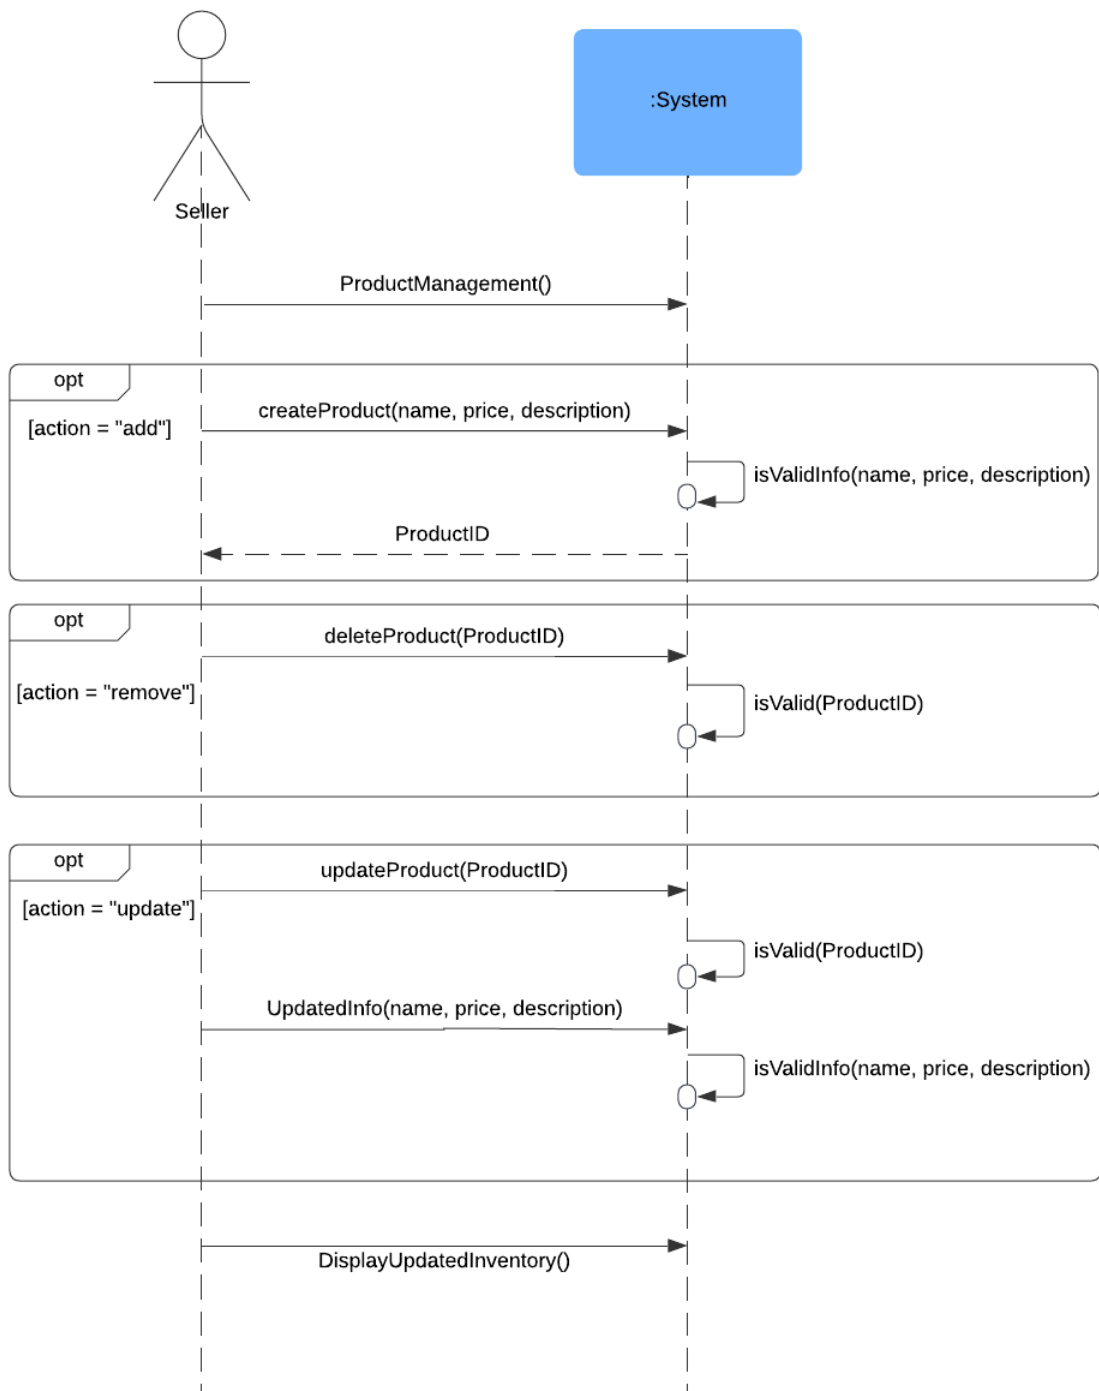 :System
Seller
ProductManagement()
opt
[action = "add"]
createProduct(name, price, description)
isValidInfo(name, price, description)
ProductID
opt
deleteProduct(ProductID)
[action = "remove"]
isValid(ProductID)
opt
updateProduct(ProductID)
[action = "update"]
isValid(ProductID)
UpdatedInfo(name, price, description)
isValidInfo(name, price, description)
DisplayUpdatedInventory()